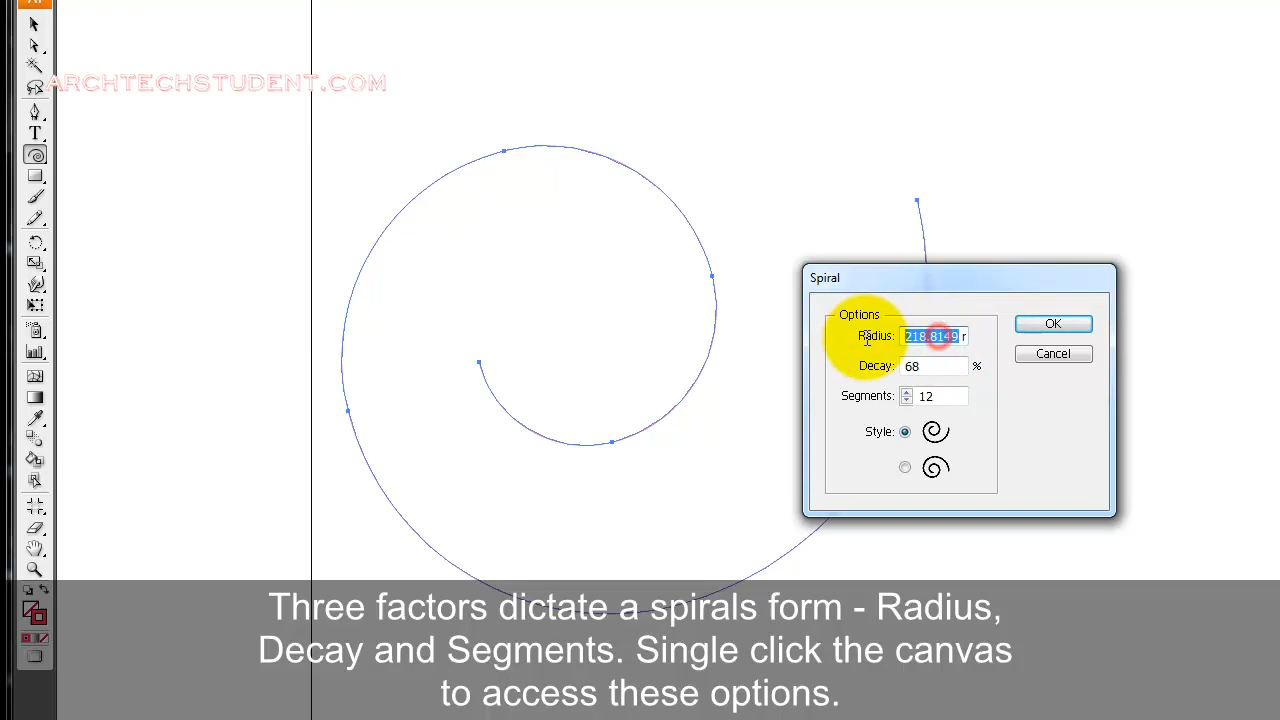 Ai
ARCHTECHSTUDENT.COM
T
Spiral
Options
Radius: 218.8149 r
OK
Decay: 68 %
Cancel
Segments: 12
Style:
Three factors dictate a spirals form - Radius,
Decay and Segments. Single click the canvas
to access these options.